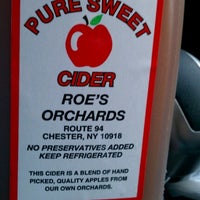 PURE SWEET
CIDER
ROE'S
ORCHARDS
ROUTE 94
CHESTER, NY 10918
NO PRESERVATIVES ADDED
KEEP REFRIGERATED
THIS CIDER IS A BLEND OF HAND
PICKED, QUALITY APPLES FROM
OUR OWN ORCHARDS.